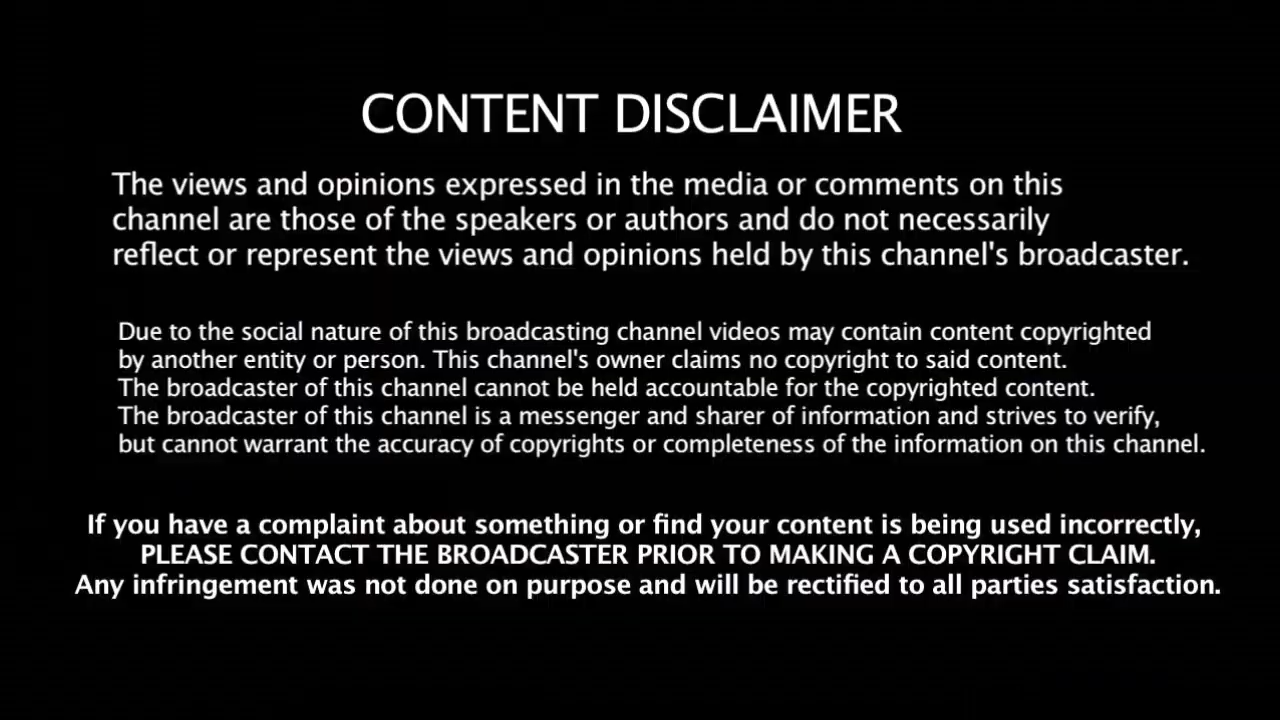 CONTENT DISCLAIMER
The views and opinions expressed in the media or comments on this
channel are those of the speakers or authors and do not necessarily
reflect or represent the views and opinions held by this channel's broadcaster.
Due to the social nature of this broadcasting channel videos may contain content copyrighted
by another entity or person. This channel's owner claims no copyright to said content.
The broadcaster of this channel cannot be held accountable for the copyrighted content.
The broadcaster of this channel is a messenger and sharer of information and strives to verify,
but cannot warrant the accuracy of copyrights or completeness of the information on this channel.
If you have a complaint about something or find your content is being used incorrectly,
PLEASE CONTACT THE BROADCASTER PRIOR TO MAKING A COPYRIGHT CLAIM.
Any infringement was not done on purpose and will be rectified to all parties satisfaction.